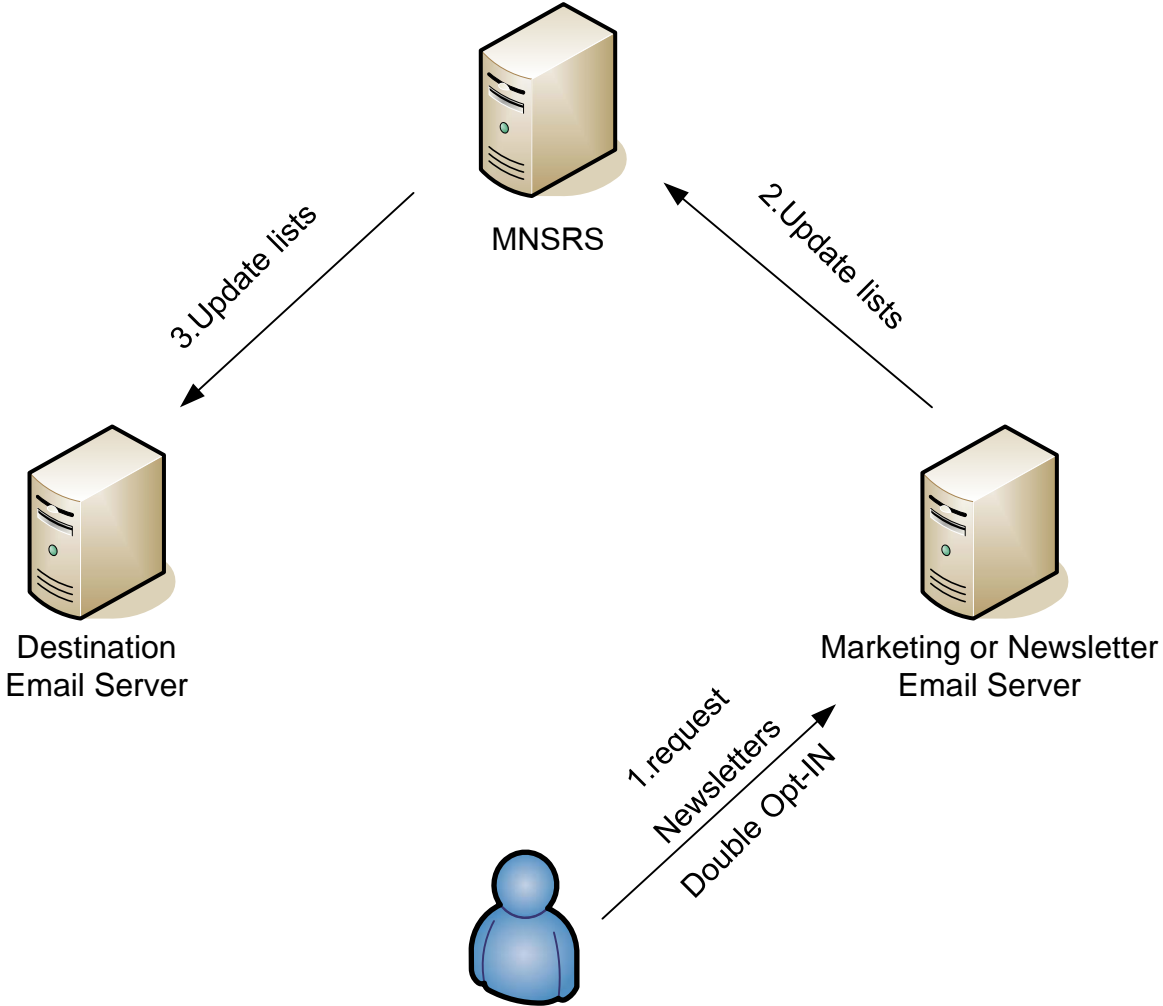 MNSRS
2.Update lists
3.Update lists
Destination
Email Server
Marketing or Newsletter
Email Server
1.request
Newsletters
Double Opt-IN